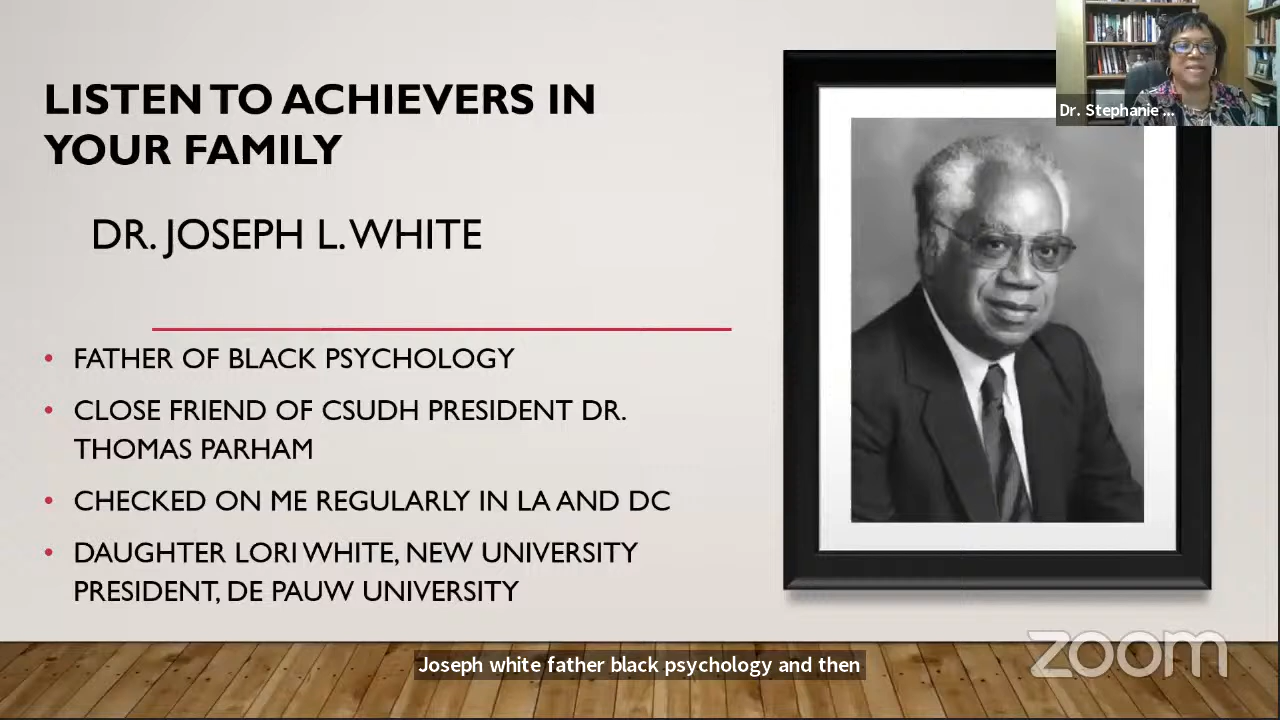 LISTEN TO ACHIEVERS IN
YOUR FAMILY
DR. JOSEPH L. WHITE
• FATHER OF BLACK PSYCHOLOGY
• CLOSE FRIEND OF CSUDH PRESIDENT DR.
THOMAS PARHAM
• CHECKED ON ME REGULARLY IN LA AND DC
• DAUGHTER LORI WHITE, NEW UNIVERSITY
PRESIDENT, DE PAUW UNIVERSITY
Dr. Stephanie ...
Joseph white father black psychology and then
zoom